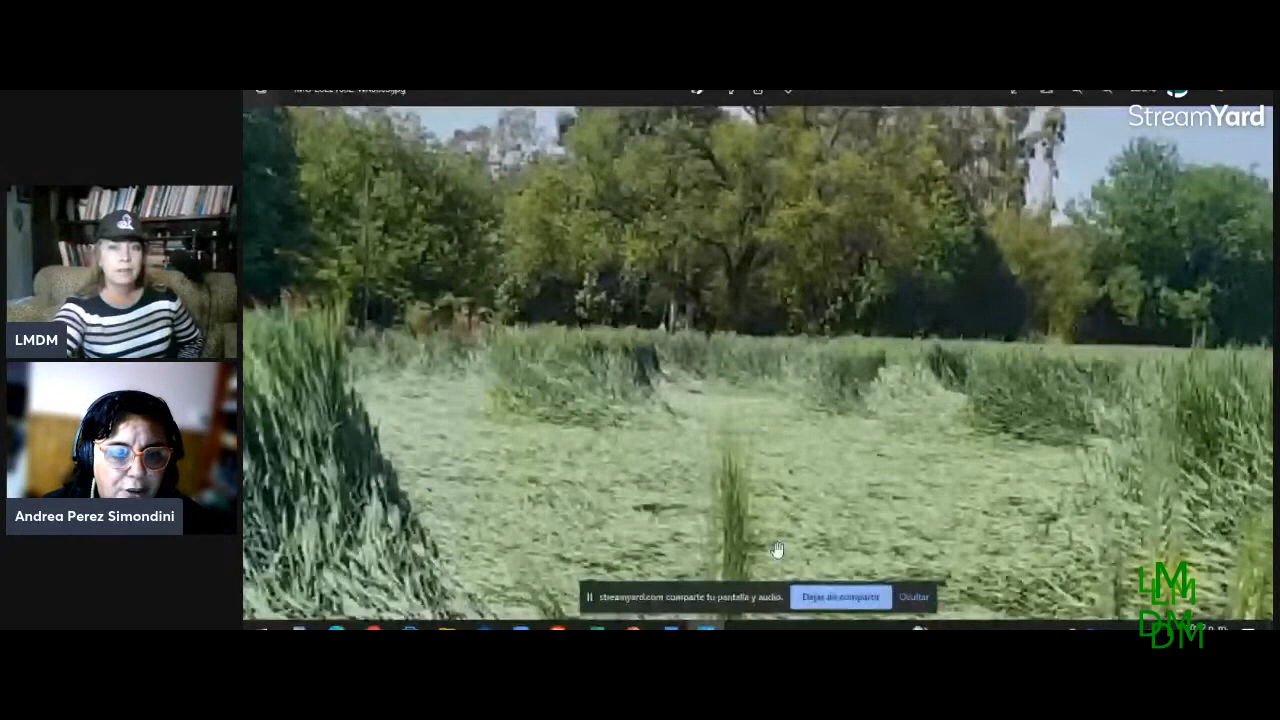 StreamYard
LMDM
Andrea Perez Simondini
streamyard.com comparte tu pantalla y audio.
Dejar de compartir
Ocultar
LM
DM